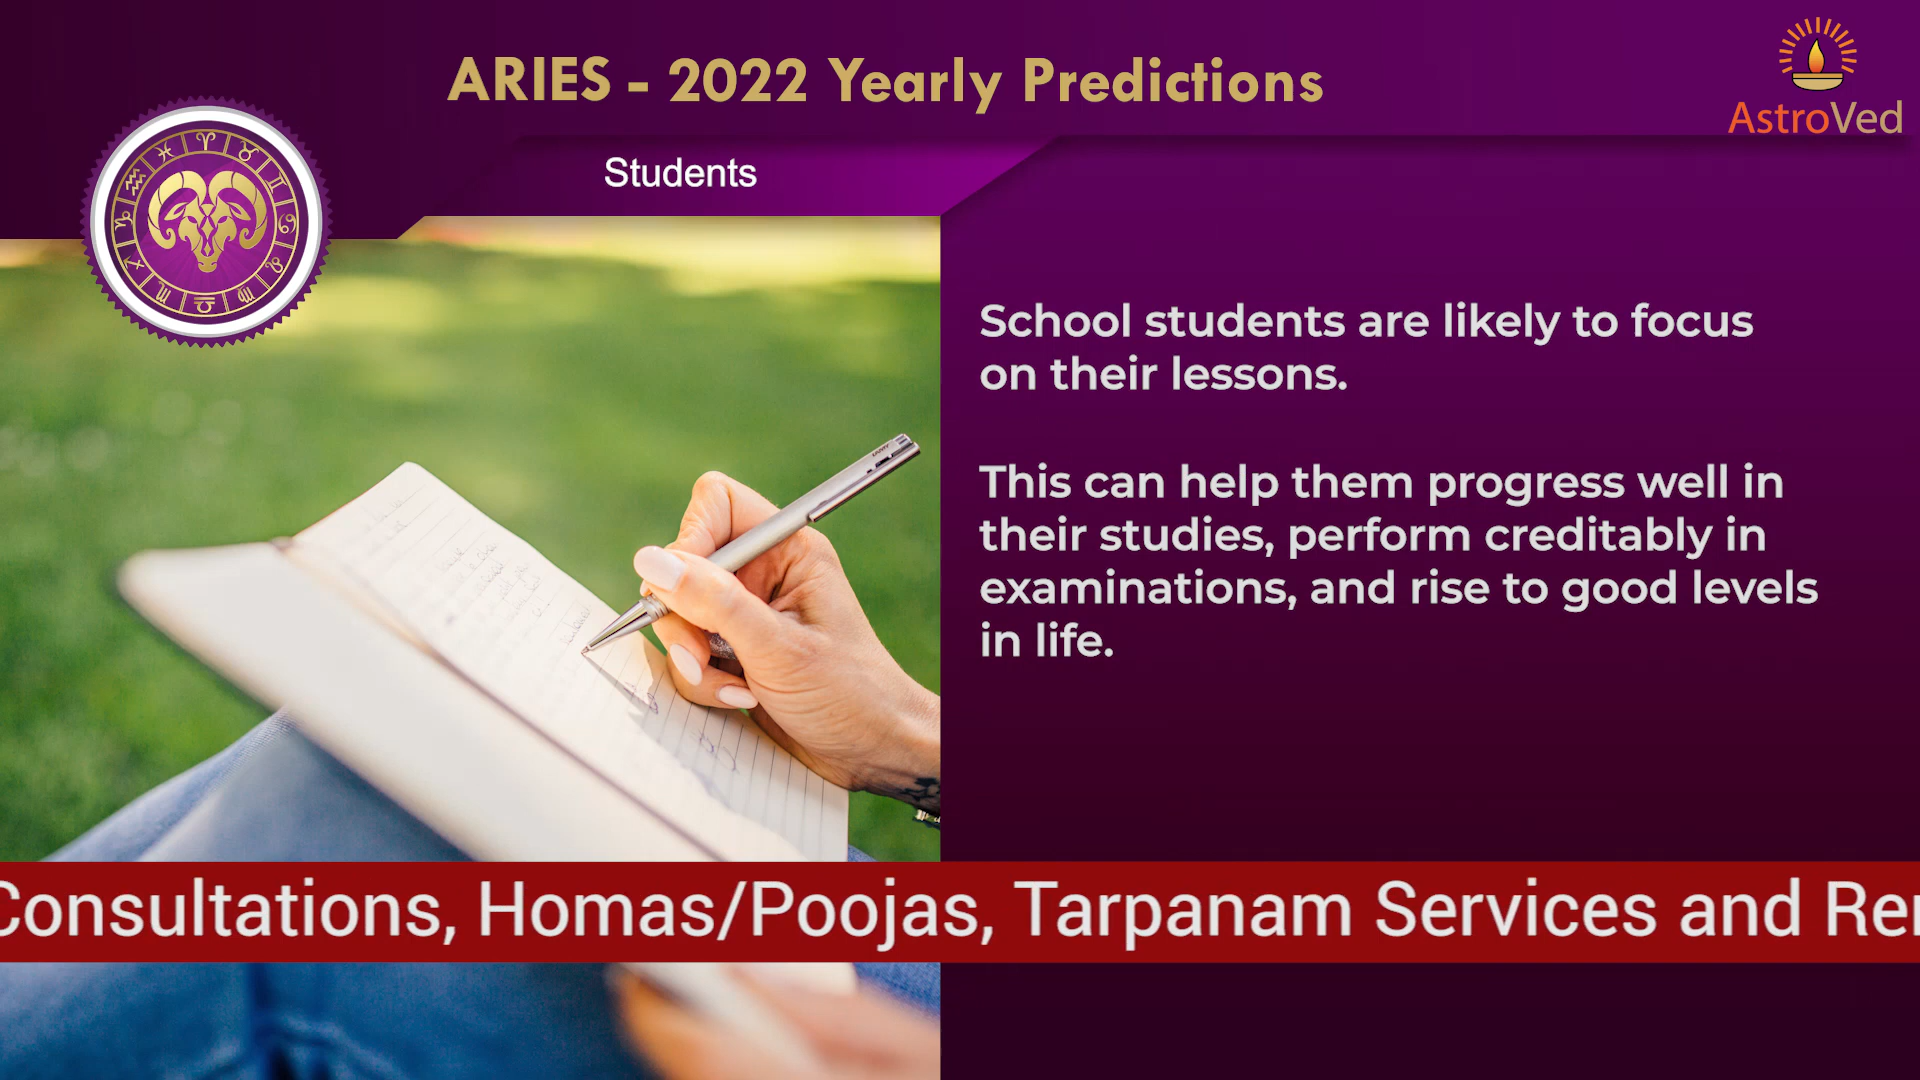 ARIES - 2022 Yearly Predictions
AstroVed
Students
School students are likely to focus
on their lessons.
This can help them progress well in
their studies, perform creditably in
examinations, and rise to good levels
in life.
Consultations, Homas/Poojas, Tarpanam Services and